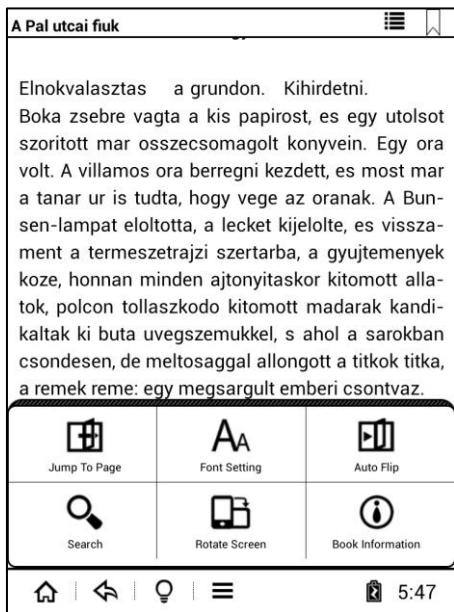 A Pal utcai fiuk
Elnokvalasztas a grundon. Kihirdetni.
Boka zsebre vagta a kis papirost, es egy utolsot
szoritott mar osszecsomagolt konyvein. Egy ora
volt. A villamos ora berregni kezdett, es most mar
a tanar ur is tudta, hogy vege az oranak. A Bun-
sen-lampat eloltotta, a lecket kijelolte, es vissza-
ment a termeszetrajzi szertarba, a gyujtemenyek
koze, honnan minden ajtonyitaskor kitomott alla-
tok, polcon tollaszkodo kitomott madarak kandi-
kaltak ki buta uvegszemukkel, s ahol a sarokban
csondesen, de meltosaggal allongott a titkok titka,
a remek reme: egy megsargult emberi csontvaz.
Jump To Page
Font Setting
Auto Flip
Search
Rotate Screen
Book Information
5:47